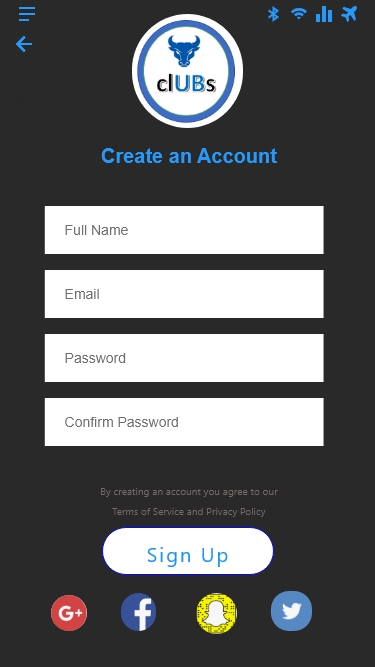 clUBs
Create an Account
Full Name
Email
Password
Confirm Password
By creating an account you agree to our
Terms of Service and Privacy Policy
Sign Up
G+
f